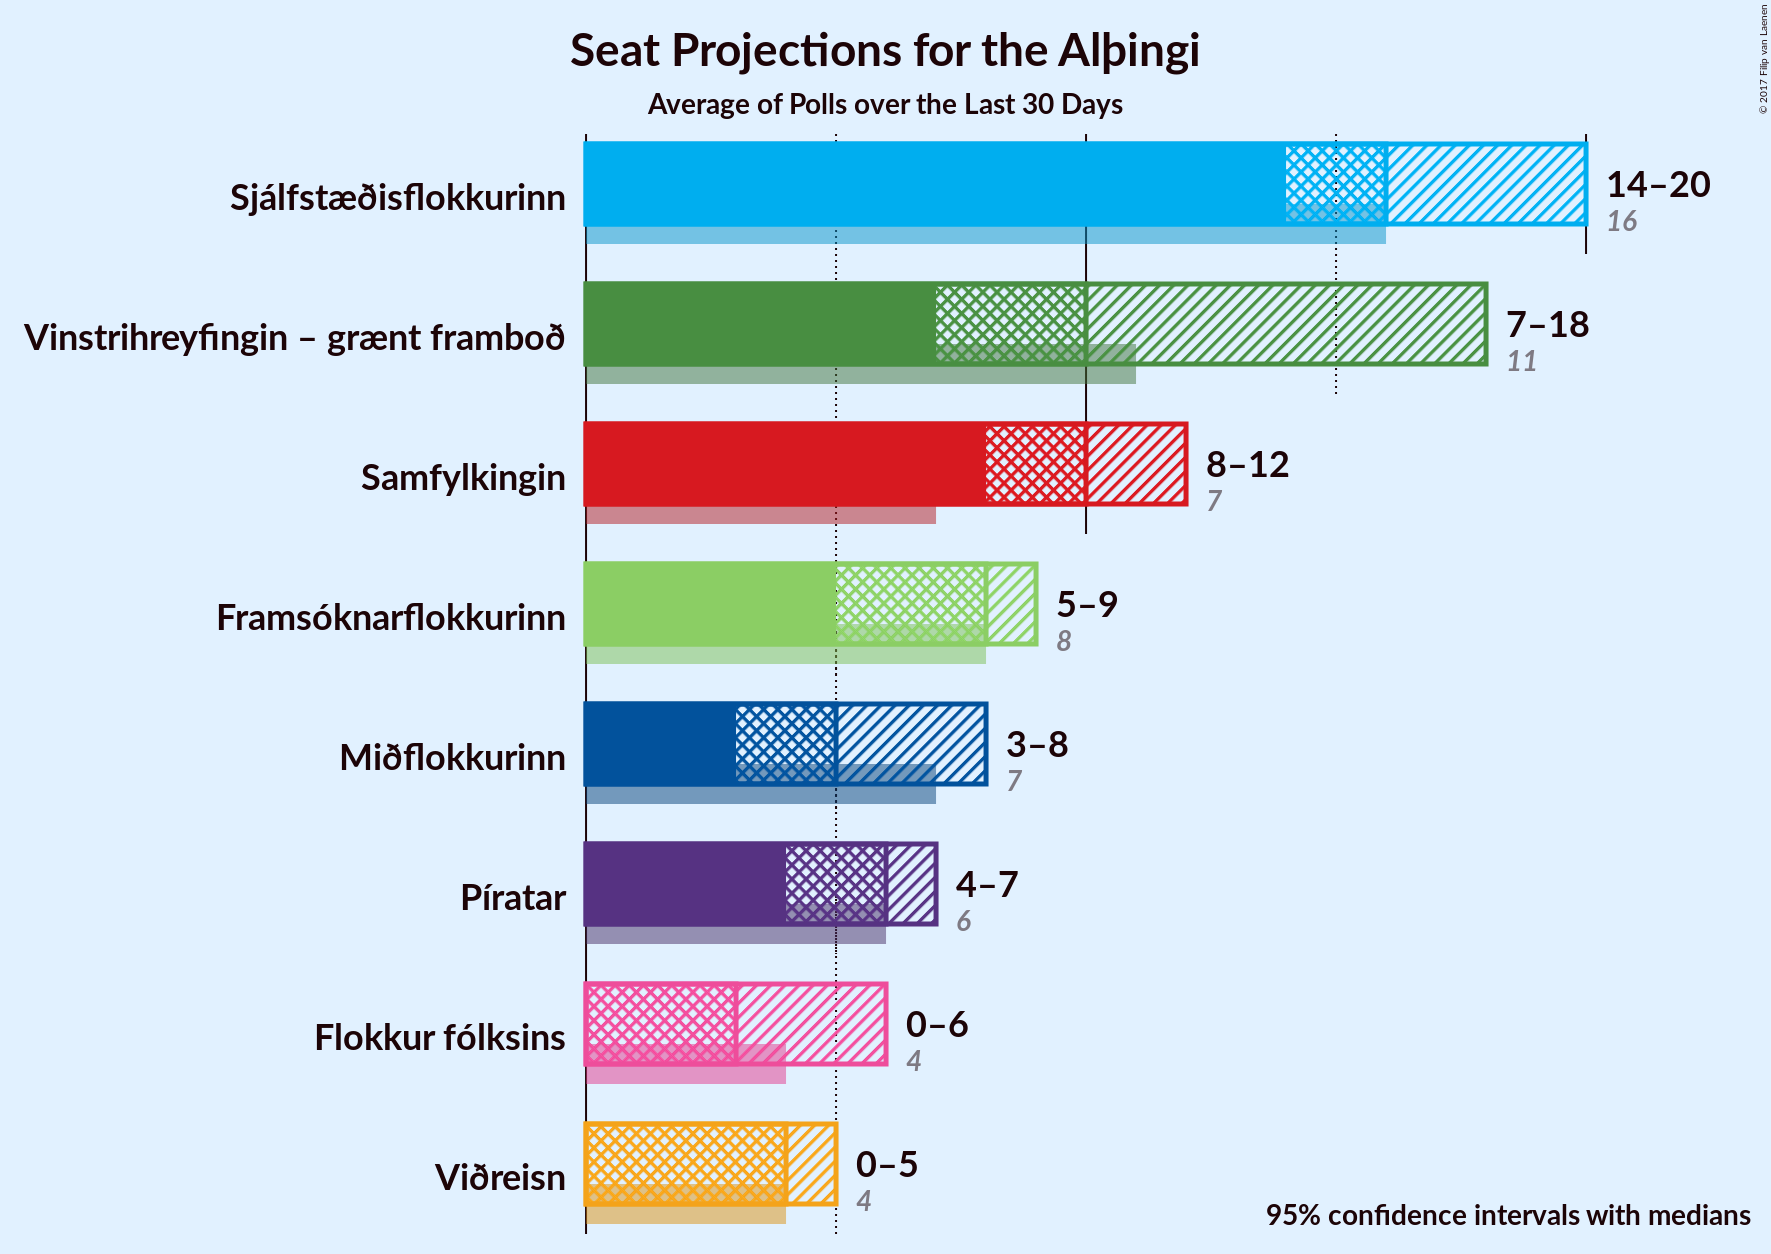 Seat Projections for the Alþingi
Average of Polls over the Last 30 Days
© 2017 Filip van Laenen
Sjálfstæðisflokkurinn
14–20
16
Vinstrihreyfingin – grænt framboð
7–18
11
Samfylkingin
8–12
7
Framsóknarflokkurinn
5–9
8
Miðflokkurinn
3–8
7
Píratar
4–7
6
Flokkur fólksins
0–6
4
Viðreisn
0–5
4
95% confidence intervals with medians